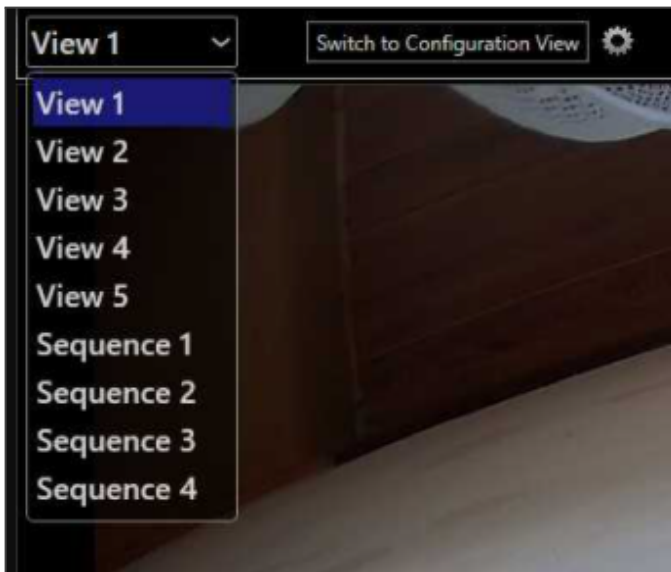 View 1
Switch to Configuration View
View 1
View 2
View 3
View 4
View 5
Sequence 1
Sequence 2
Sequence 3
Sequence 4